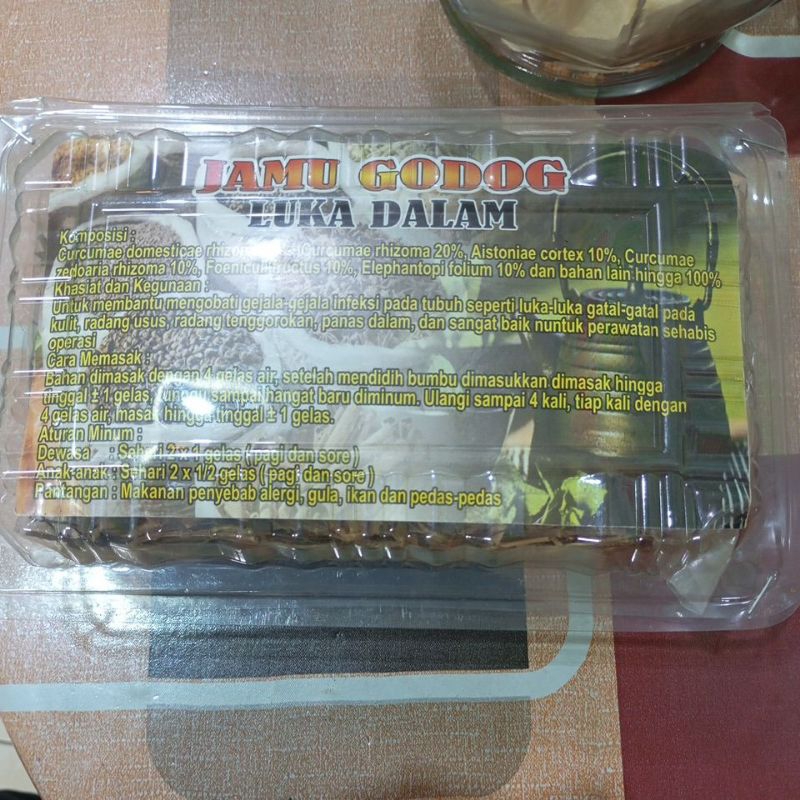 JAMU GODOG
LUKA DALAM
Komposisi :
Curcumae domesticae Curcumae rhizoma 20%, Aistoniae cortex 10%, Curcumae
zedoaria rhizoma 10%, Foeniculi fructus 10%, Elephantopi folium 10% dan bahan lain hingga 100%
Khasiat dan Kegunaan :
Untuk membantu mengobati gejala-gejala infeksi pada tubuh seperti luka-luka gatal-gatal pada
kulit, radang usus, radang tenggorokan, panas dalam, dan sangat baik nuntuk perawatan sehabis
operasi
Cara Memasak :
Bahan dimasak dengan 4 gelas air, setelah mendidih bumbu dimasukkan dimasak hingga
tinggal ± 1 gelas, tunggu sampai hangat baru diminum. Ulangi sampai 4 kali, tiap kali dengan
4 gelas air, masak hingga tinggal ± 1 gelas.
Aturan Minum :
Dewasa : Sehari 2 x 1 gelas ( pagi dan sore )
Anak-anak : Sehari 2 x 1/2 gelas ( pagi dan sore )
Pantangan : Makanan penyebab alergi, gula, ikan dan pedas-pedas